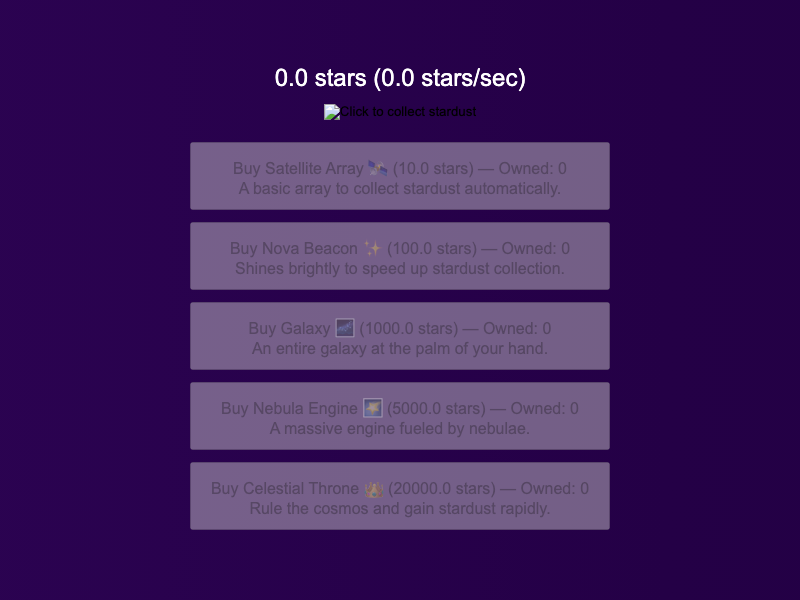 0.0 stars (0.0 stars/sec)
Click to collect stardust
Buy Satellite Array 🛰️ (10.0 stars) — Owned: 0
A basic array to collect stardust automatically.
Buy Nova Beacon ✨ (100.0 stars) — Owned: 0
Shines brightly to speed up stardust collection.
Buy Galaxy 🌌 (1000.0 stars) — Owned: 0
An entire galaxy at the palm of your hand.
Buy Nebula Engine 🌠 (5000.0 stars) — Owned: 0
A massive engine fueled by nebulae.
Buy Celestial Throne 👑 (20000.0 stars) — Owned: 0
Rule the cosmos and gain stardust rapidly.